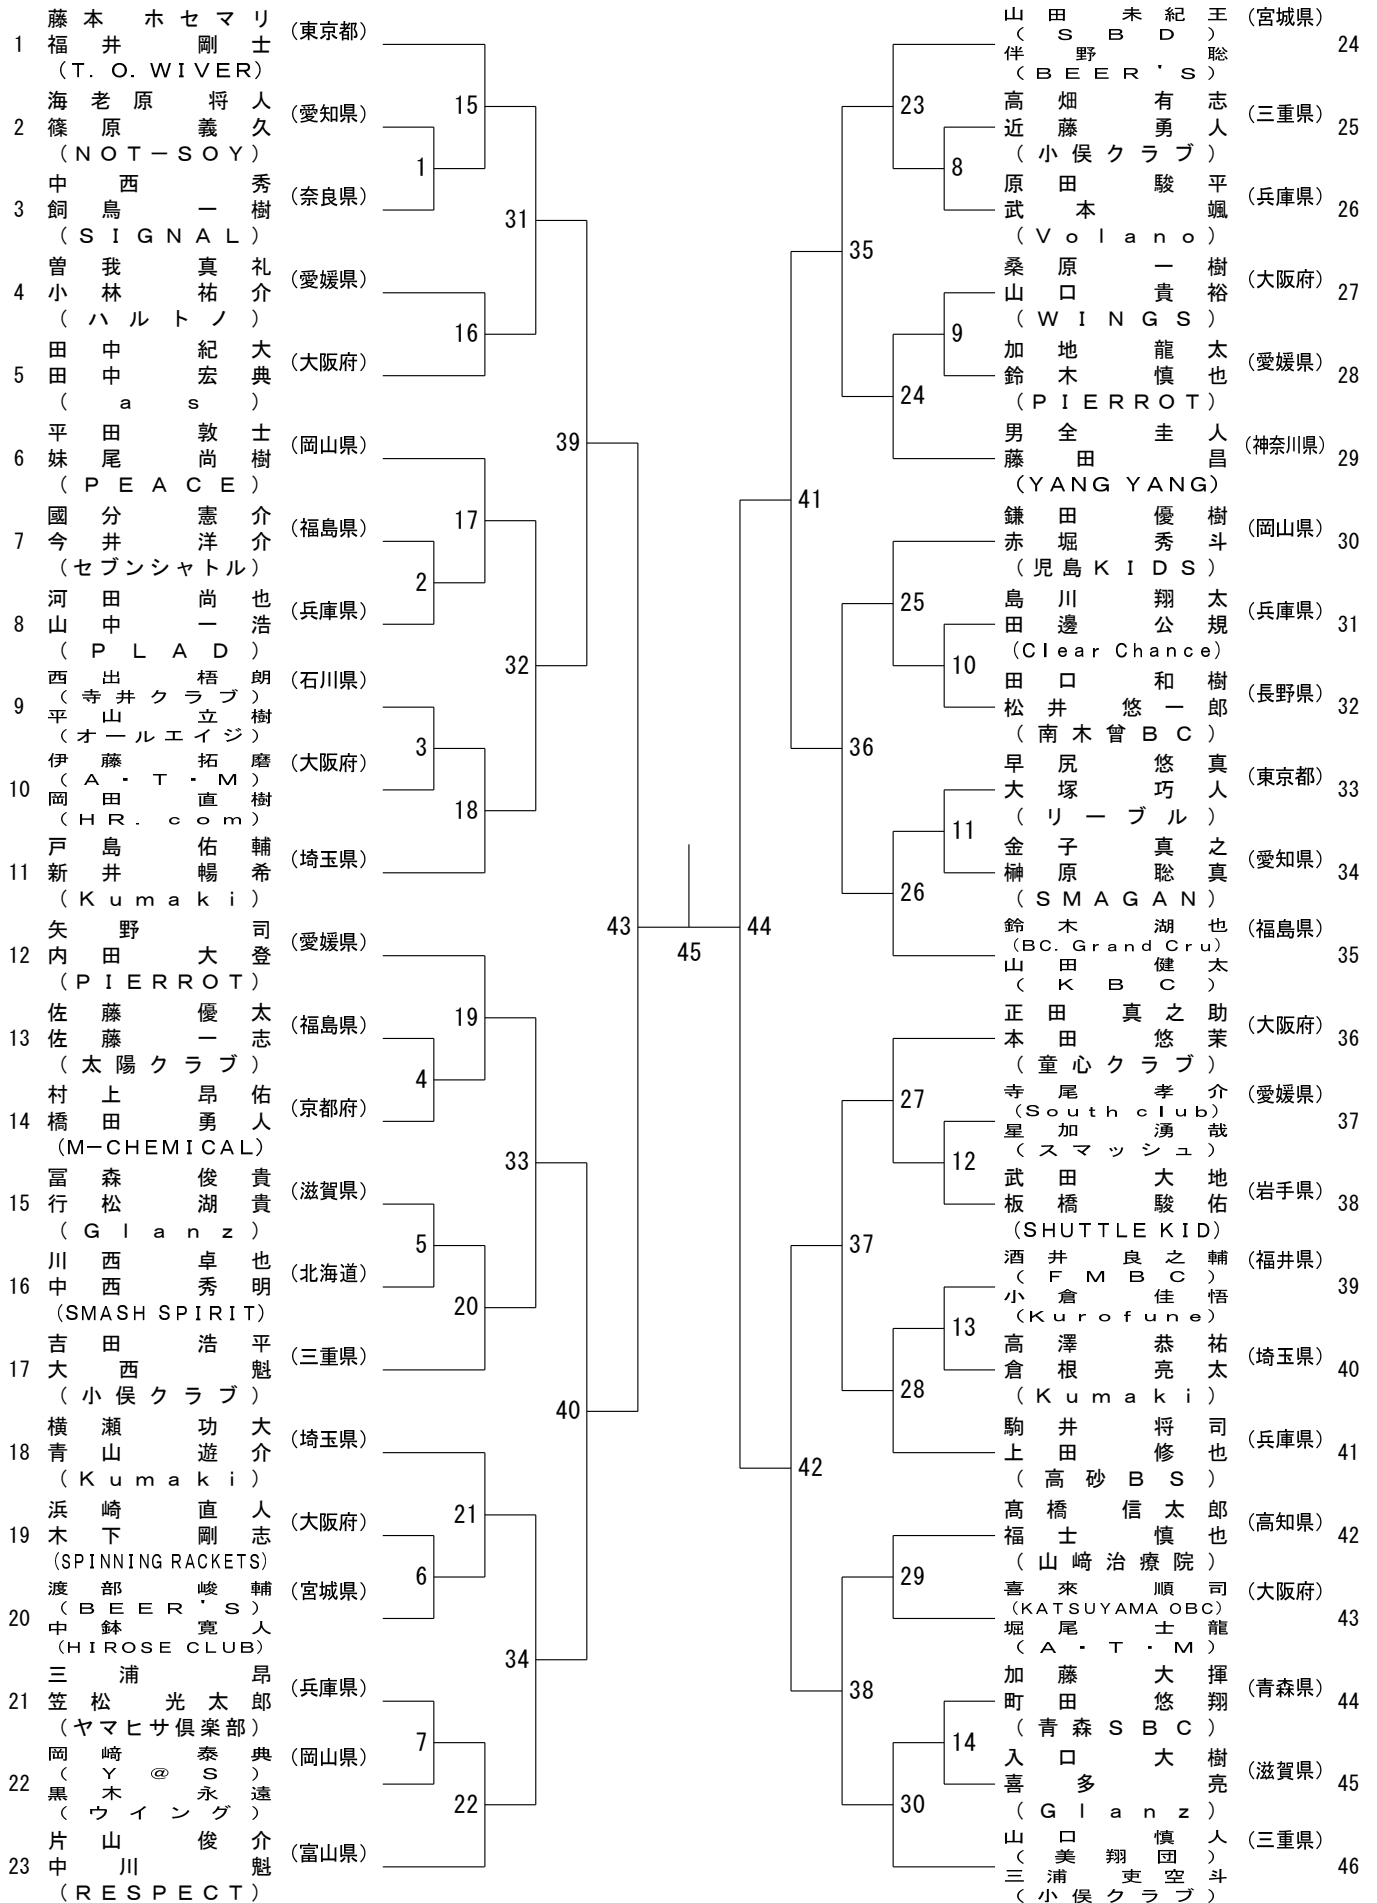 藤本 ホセマリ
1 福井 剛士 (東京都)
(T. O. WIVER)
海老原 将人
2 篠原 義久 (愛知県)
(NOT－SOY)
中西 秀
3 飼鳥 一樹 (奈良県)
(SIGNAL)
曽我 真礼
4 小林 祐介 (愛媛県)
(ハルトノ)
田中 紀大
5 田中 宏典 (大阪府)
(as)
平田 敦士
6 妹尾 尚樹 (岡山県)
(PEACE)
國分 憲介
7 今井 洋介 (福島県)
(セブンシャトル)
河田 尚也
8 山中 一浩 (兵庫県)
(PLAD)
西出 梧朗 (石川県)
(寺井クラブ)
9 平山 立樹
(オールエイジ)
伊藤 拓磨 (大阪府)
(A・T・M)
10 岡田 直樹
(HR. com)
戸島 佑輔
11 新井 暢希 (埼玉県)
(Kumaki)
矢野 司
12 内田 大登 (愛媛県)
(PIERROT)
佐藤 優太
13 佐藤 一志 (福島県)
(太陽クラブ)
村上 昂佑
14 橋田 勇人 (京都府)
(M－CHEMICAL)
冨森 俊貴
15 行松 湖貴 (滋賀県)
(Glanz)
川西 卓也
16 中西 秀明 (北海道)
(SMASH SPIRIT)
吉田 浩平
17 大西 魁 (三重県)
(小俣クラブ)
横瀬 功大
18 青山 遊介 (埼玉県)
(Kumaki)
浜崎 直人
19 木下 剛志 (大阪府)
(SPINNING RACKETS)
渡部 峻輔 (宮城県)
(BEER'S)
20 中鉢 寛人
(HIROSE CLUB)
三浦 昂
21 笠松 光太郎 (兵庫県)
(ヤマヒサ倶楽部)
岡﨑 泰典 (岡山県)
(Y@S)
22 黒木 永遠
(ウイング)
片山 俊介
23 中川 魁 (富山県)
(RESPECT)
15
1
31
16
39
17
2
32
3
18
43
19
4
33
5
20
40
21
6
34
7
22
45
44
23
8
35
9
24
41
25
10
36
11
26
27
12
37
13
28
42
29
38
14
30
山田 未紀王 (宮城県)
(SBD) 24
伴野 聡
(BEER'S)
高畑 有志
近藤 勇人 (三重県) 25
(小俣クラブ)
原田 駿平
武本 颯 (兵庫県) 26
(Volano)
桑原 一樹
山口 貴裕 (大阪府) 27
(WINGS)
加地 龍太
鈴木 慎也 (愛媛県) 28
(PIERROT)
男全 圭人
藤田 昌 (神奈川県) 29
(YANG YANG)
鎌田 優樹
赤堀 秀斗 (岡山県) 30
(児島KIDS)
島川 翔太
田邊 公規 (兵庫県) 31
(Clear Chance)
田口 和樹
松井 悠一郎 (長野県) 32
(南木曾BC)
早尻 悠真
大塚 巧人 (東京都) 33
(リーブル)
金子 真之
榊原 聡真 (愛知県) 34
(SMAGAN)
鈴木 湖也 (福島県)
(BC. Grand Cru) 35
山田 健太
(KBC)
正田 真之助
本田 悠茉 (大阪府) 36
(童心クラブ)
寺尾 孝介 (愛媛県)
(South club) 37
星加 湧哉
(スマッシュ)
武田 大地
板橋 駿佑 (岩手県) 38
(SHUTTLE KID)
酒井 良之輔 (福井県)
(FMBC) 39
小倉 佳悟
(Kurofune)
高澤 恭祐
倉根 亮太 (埼玉県) 40
(Kumaki)
駒井 将司
上田 修也 (兵庫県) 41
(高砂BS)
髙橋 信太郎
福士 慎也 (高知県) 42
(山﨑治療院)
喜來 順司 (大阪府)
(KATSUYAMA OBC) 43
堀尾 士龍
(A・T・M)
加藤 大揮
町田 悠翔 (青森県) 44
(青森SBC)
入口 大樹
喜多 亮 (滋賀県) 45
(Glanz)
山口 慎人 (三重県)
(美翔団) 46
三浦 吏空斗
(小俣クラブ)